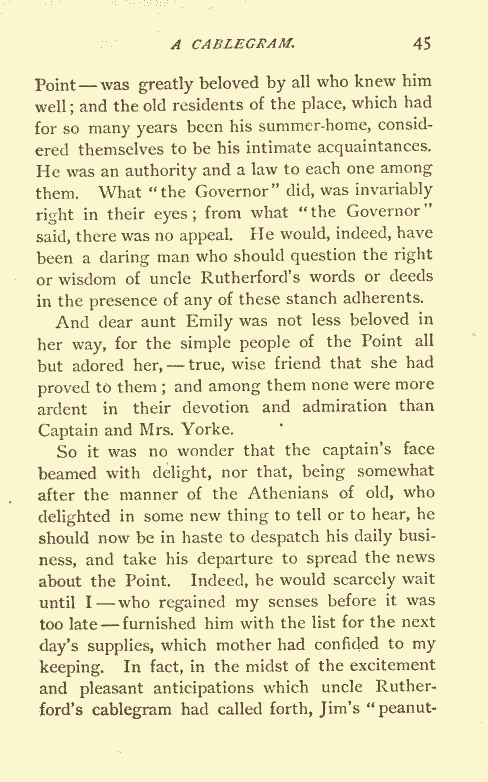 A CABLEGRAM. 45
Point — was greatly beloved by all who knew him
well; and the old residents of the place, which had
for so many years been his summer-home, consid-
ered themselves to be his intimate acquaintances.
He was an authority and a law to each one among
them. What "the Governor" did, was invariably
right in their eyes; from what "the Governor"
said, there was no appeal. He would, indeed, have
been a daring man who should question the right
or wisdom of uncle Rutherford's words or deeds
in the presence of any of these stanch adherents.
And dear aunt Emily was not less beloved in
her way, for the simple people of the Point all
but adored her, — true, wise friend that she had
proved to them; and among them none were more
ardent in their devotion and admiration than
Captain and Mrs. Yorke.
So it was no wonder that the captain's face
beamed with delight, nor that, being somewhat
after the manner of the Athenians of old, who
delighted in some new thing to tell or to hear, he
should now be in haste to despatch his daily busi-
ness, and take his departure to spread the news
about the Point. Indeed, he would scarcely wait
until I — who regained my senses before it was
too late — furnished him with the list for the next
day's supplies, which mother had confided to my
keeping. In fact, in the midst of the excitement
and pleasant anticipations which uncle Ruther-
ford's cablegram had called forth, Jim's "peanut-